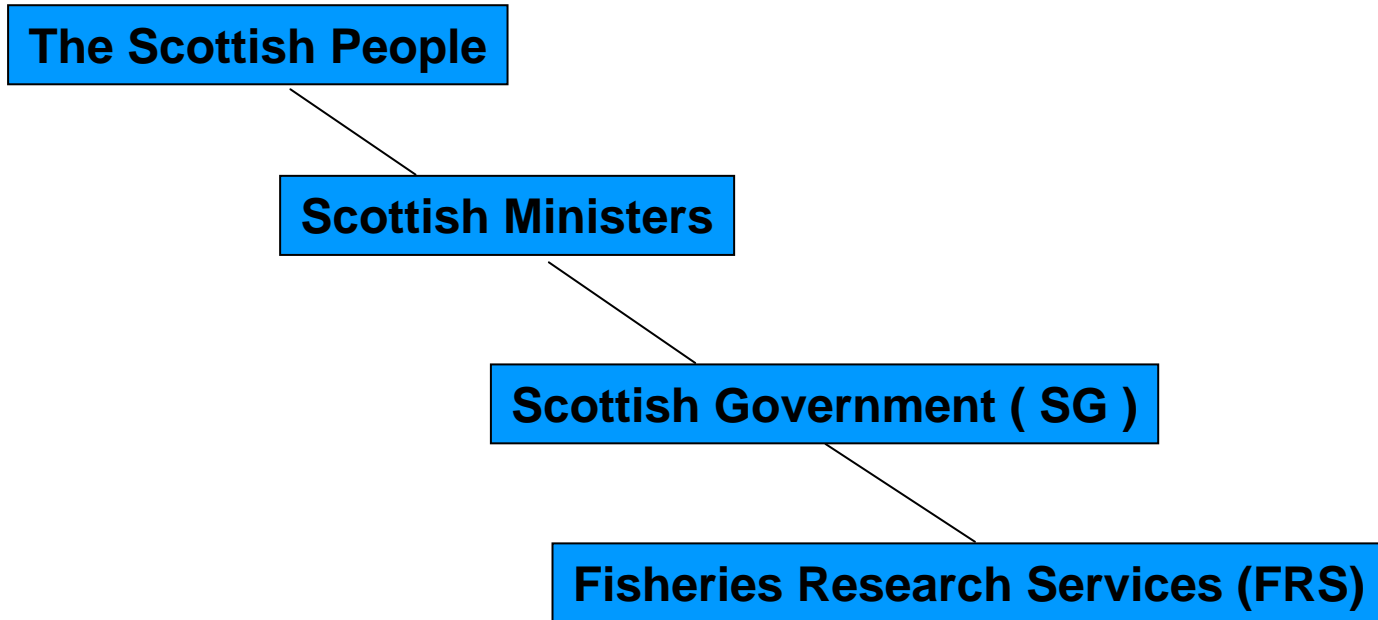 The Scottish People
Scottish Ministers
Scottish Government ( SG )
Fisheries Research Services (FRS)